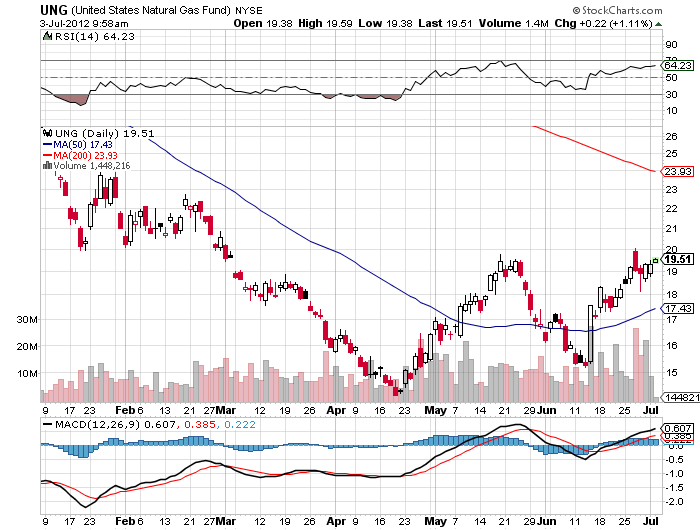 UNG (United States Natural Gas Fund) NYSE © StockCharts.com
3-Jul-2012 9:58am Open 19.38 High 19.59 Low 19.38 Last 19.51 Volume 1.4M Chg +0.22 (+1.11%)
RSI(14) 64.23
90
70
64.23
50
30
10
UNG (Daily) 19.51
MA(50) 17.43
MA(200) 23.93
Volume 1,448,216
26
25
23.93
23
22
21
20
19.51
19
18
17.43
17
16
15
30M
20M
10M
144821
9 17 23 Feb 6 13 21 27 Mar 12 19 26 Apr 9 16 23 May 7 14 21 29 Jun 11 18 25 Jul
MACD(12,26,9) 0.607, 0.385, 0.222
0.607
0.385
-0.5
-1.0
-1.5
-2.0
9 17 23 Feb 6 13 21 27 Mar 12 19 26 Apr 9 16 23 May 7 14 21 29 Jun 11 18 25 Jul